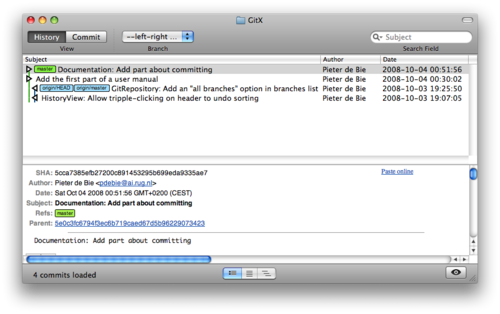 GitX
History Commit --left-right ... Subject
View Branch Search Field
Subject Author Date
master Documentation: Add part about committing Pieter de Bie 2008-10-04 00:51:56
Add the first part of a user manual Pieter de Bie 2008-10-04 00:30:02
origin/HEAD origin/master GitRepository: Add an "all branches" option in branches list Pieter de Bie 2008-10-03 19:25:50
HistoryView: Allow tripple-clicking on header to undo sorting Pieter de Bie 2008-10-03 19:07:05
SHA: 5cca7385efb27200c891453295b699eda9335ae7 Paste online
Author: Pieter de Bie <pdebie@ai.rug.nl>
Date: Sat Oct 04 2008 00:51:56 GMT+0200 (CEST)
Subject: Documentation: Add part about committing
Refs: master
Parent: 5e0c3fc6794f3ec6b719caed67d5b96229073423
Documentation: Add part about committing
4 commits loaded